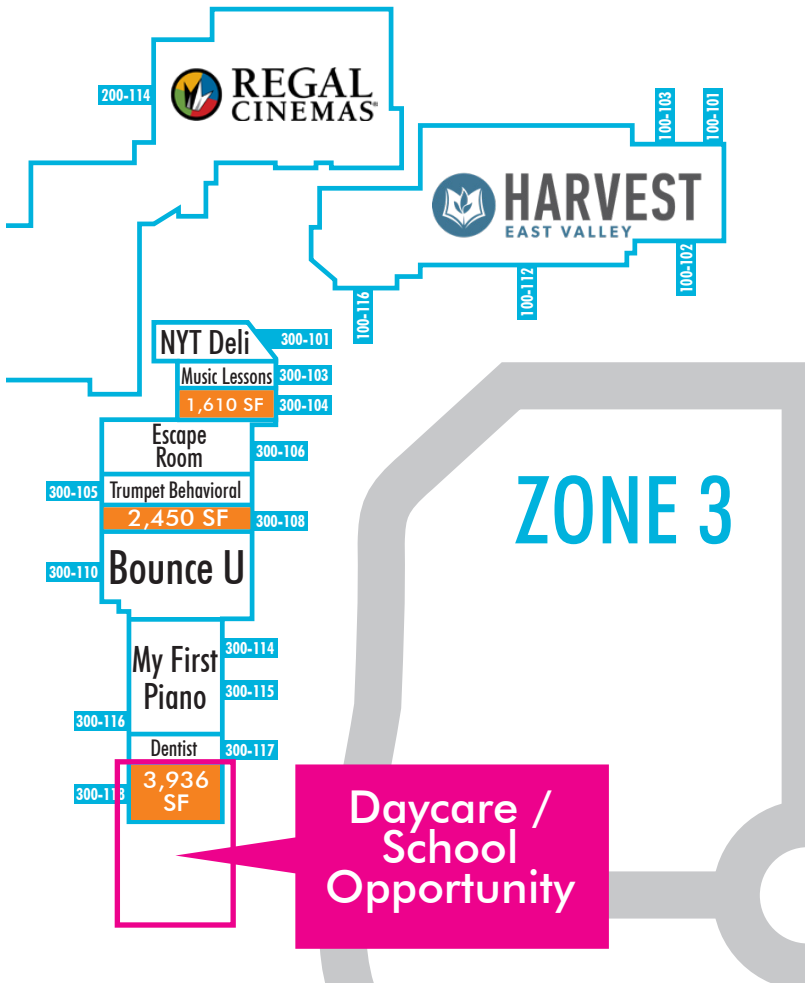 REGAL
CINEMAS
200-114
100-103
100-101
HARVEST
EAST VALLEY
100-102
100-112
100-116
NYT Deli
300-101
Music Lessons
300-103
1,610 SF
300-104
Escape
Room
300-106
300-105
Trumpet Behavioral
2,450 SF
300-108
300-110
Bounce U
ZONE 3
My First
Piano
300-114
300-115
300-116
Dentist
300-117
300-118
3,936
SF
Daycare /
School
Opportunity